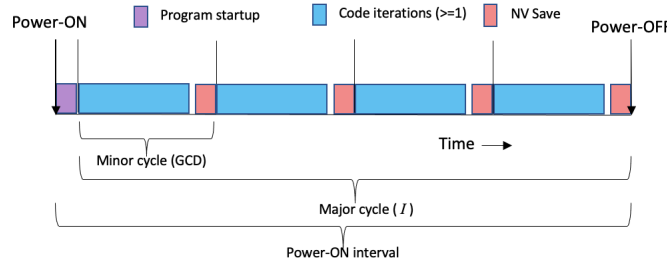 Program startup
Code iterations (>=1)
NV Save
Power-ON
Power-OFF
Time
Minor cycle (GCD)
Major cycle ( I )
Power-ON interval